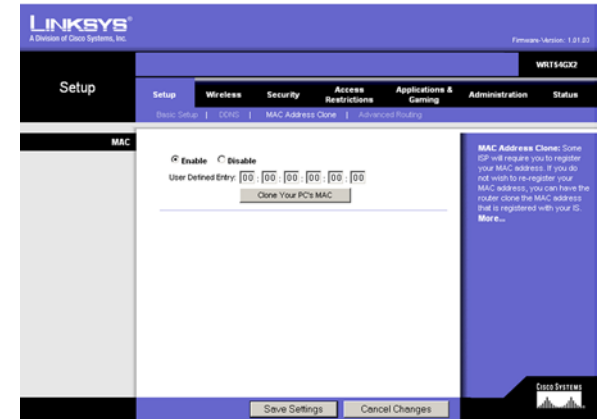 LINKSYS®
A Division of Cisco Systems, Inc.
Firmware Version: 1.01.03
WRT54GX2
Setup
Setup Wireless Security Access Restrictions Applications & Gaming Administration Status
Basic Setup | DDNS | MAC Address Clone | Advanced Routing
MAC
Enable Disable
User Defined Entry: 00 : 00 : 00 : 00 : 00 : 00
Clone Your PC's MAC
MAC Address Clone: Some
ISP will require you to register
your MAC address. If you do
not wish to re-register your
MAC address, you can have the
router clone the MAC address
that is registered with your IS.
More...
CISCO SYSTEMS
Save Settings Cancel Changes